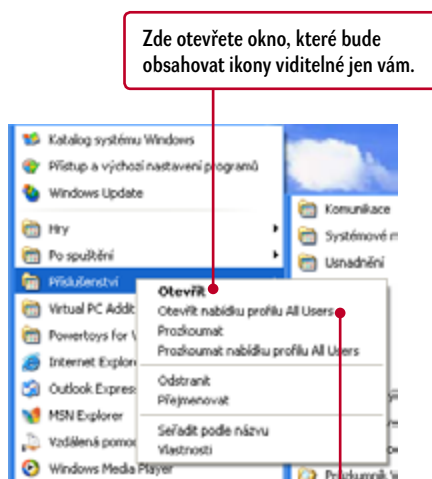 Zde otevřete okno, které bude
obsahovat ikony viditelné jen vám.
Katalog systému Windows
Přístup a výchozí nastavení programů
Windows Update
Hry
Po spuštění
Příslušenství
Virtual PC Addit
Powertoys for
Internet Explor
Outlook Expres
MSN Explorer
Vzdálená pomoc
Windows Media Player
Komunikace
Systémové
Usnadnění
Otevřít
Otevřít nabídku profilu All Users
Prozkoumat
Prozkoumat nabídku profilu All Users
Odstranit
Přejmenovat
Seřadit podle názvu
Vlastnosti
Průzkumník